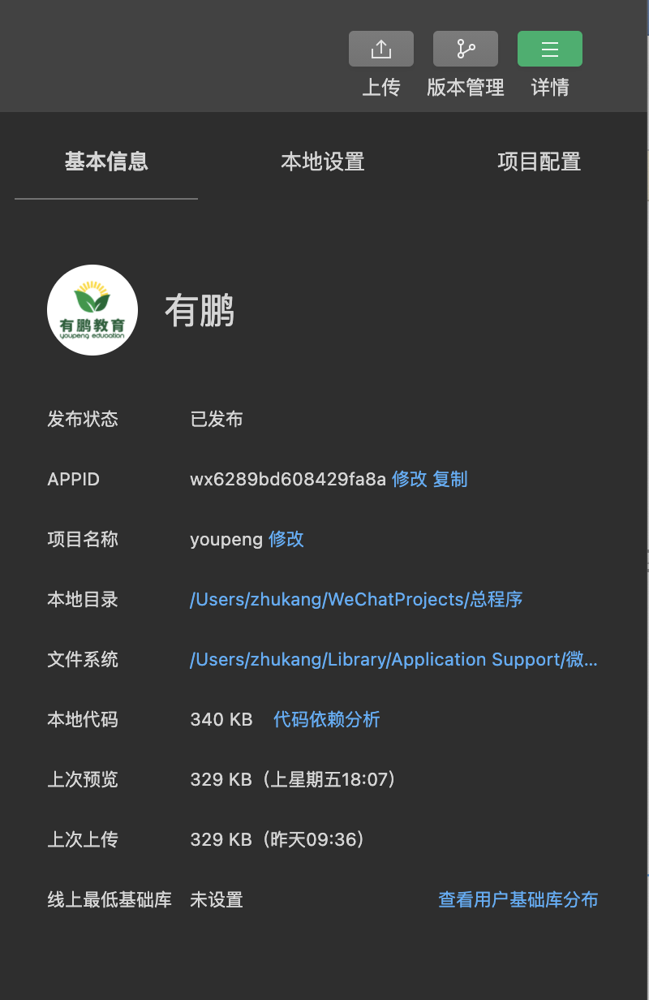 上传 版本管理 详情
基本信息 本地设置 项目配置
有鹏教育
youpeng education
有鹏
发布状态 已发布
APPID wx6289bd608429fa8a 修改 复制
项目名称 youpeng 修改
本地目录 /Users/zhukang/WeChatProjects/总程序
文件系统 /Users/zhukang/Library/Application Support/微...
本地代码 340 KB 代码依赖分析
上次预览 329 KB（上星期五18:07）
上次上传 329 KB（昨天09:36）
线上最低基础库 未设置 查看用户基础库分布